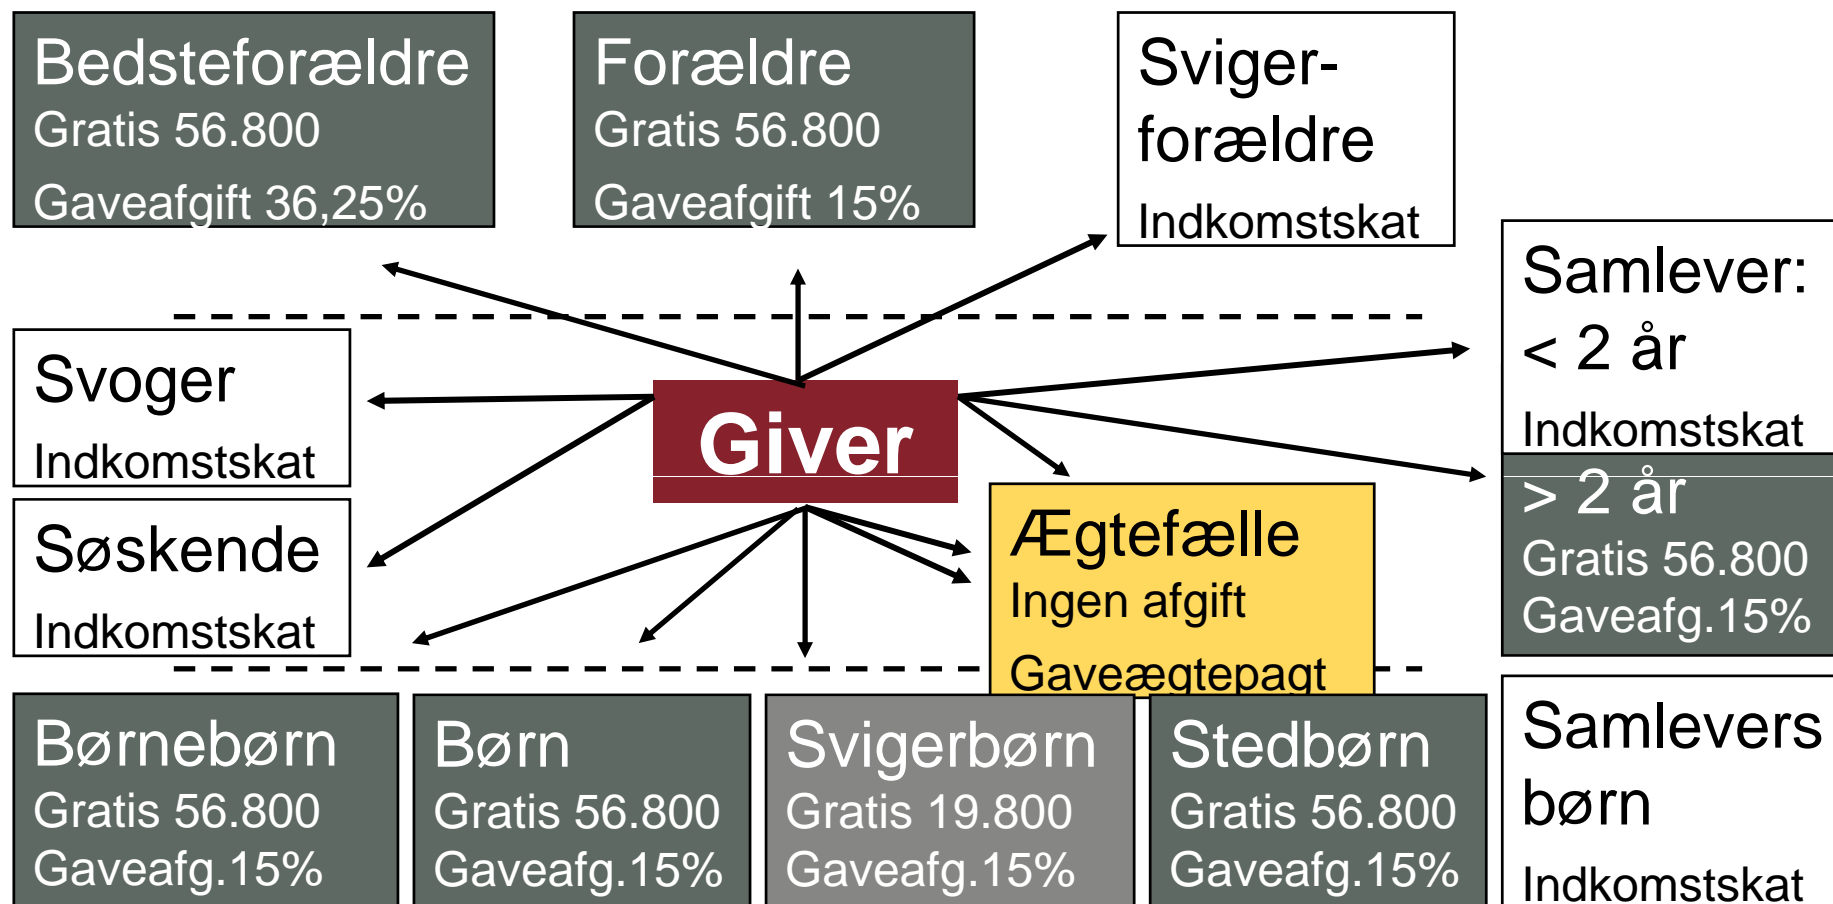 Bedsteforældre
Gratis 56.800
Gaveafgift 36,25%
Forældre
Gratis 56.800
Gaveafgift 15%
Sviger-
forældre
Indkomstskat
Samlever:
< 2 år
Indkomstskat
> 2 år
Gratis 56.800
Gaveafg.15%
Svoger
Indkomstskat
Giver
Søskende
Indkomstskat
Ægtefælle
Ingen afgift
Gaveægtepagt
Børnebørn
Gratis 56.800
Gaveafg.15%
Børn
Gratis 56.800
Gaveafg.15%
Svigerbørn
Gratis 19.800
Gaveafg.15%
Stedbørn
Gratis 56.800
Gaveafg.15%
Samlevers
børn
Indkomstskat